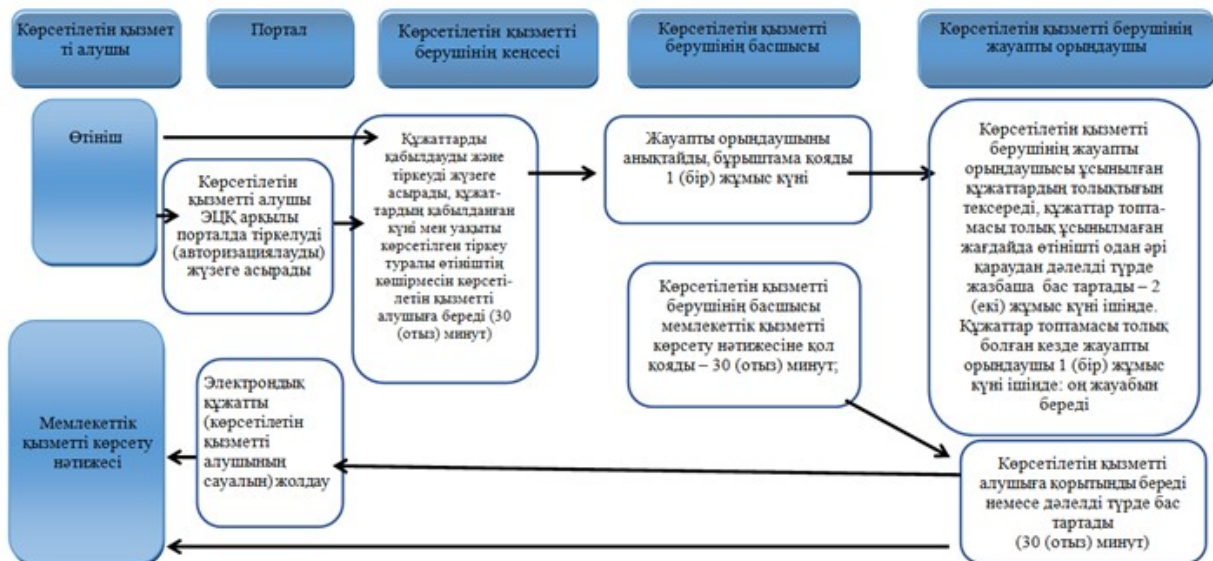 Көрсетілетін қызмет
ті алушы
Портал
Көрсетілетін қызметті
берушінің кеңсесі
Көрсетілетін қызметті
берушінің басшысы
Көрсетілетін қызметті берушінің
жауапты орындаушы
Өтініш
Көрсетілетін
қызметті алушы
ЭЦҚ арқылы
порталда тіркелуді
(авторизациялауды)
жүзеге асырады
Құжаттарды
қабылдауды және
тіркеуді жүзеге
асырады, құжат-
тардың қабылданған
күні мен уақыты
көрсетілген тіркеу
туралы өтініштің
көшірмесін көрсеті-
летін қызметті
алушыға береді (30
(отыз) минут)
Жауапты орындаушыны
анықтайды, бұрыштама қояды
1 (бір) жұмыс күні
Көрсетілетін қызметті
берушінің жауапты
орындаушысы ұсынылған
құжаттардың толықтығын
тексереді, құжаттар топта-
масы толық ұсынылмаған
жағдайда өтінішті одан әрі
қараудан дәлелді түрде
жазбаша бас тартады – 2
(екі) жұмыс күні ішінде.
Құжаттар топтамасы толық
болған кезде жауапты
орындаушы 1 (бір) жұмыс
күні ішінде: оң жауабын
береді
Көрсетілетін қызметті
берушінің басшысы
мемлекеттік қызметті
көрсету нәтижесіне қол
қояды – 30 (отыз) минут;
Мемлекеттік
қызметті көрсету
нәтижесі
Электрондық
құжатты
(көрсетілетін
қызметті
алушының
сауалын) жолдау
Көрсетілетін қызметті
алушыға қорытынды береді
немесе дәлелді түрде бас
тартады
(30 (отыз) минут)